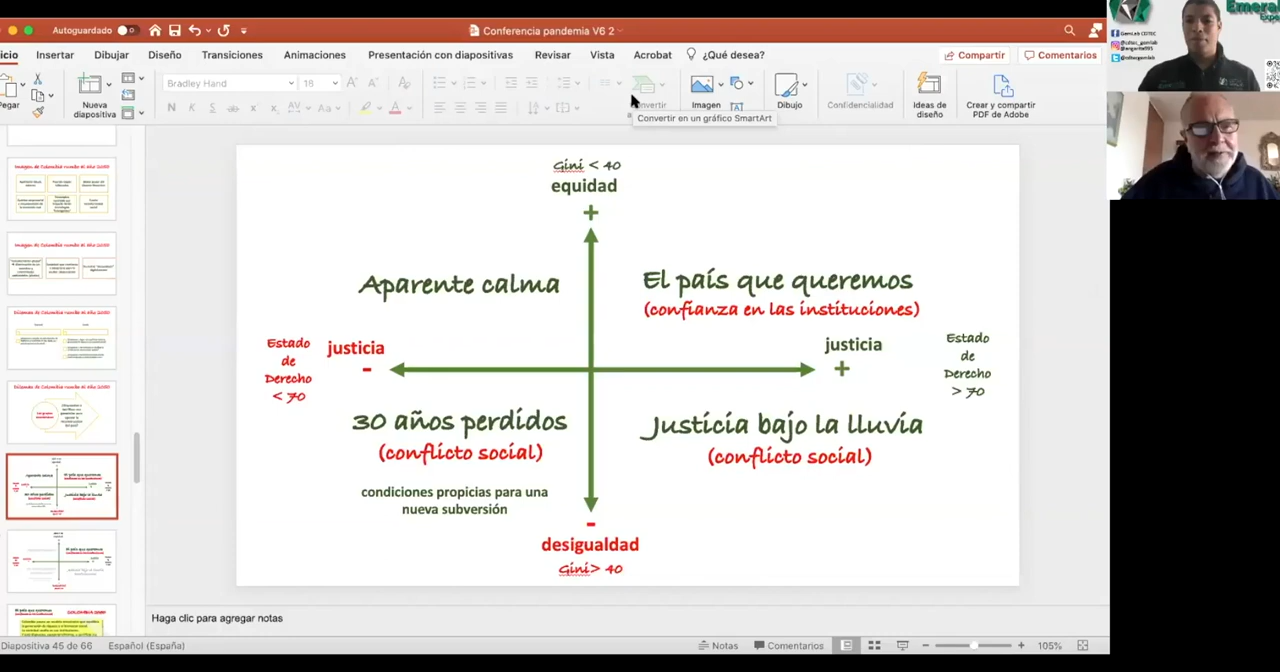 Autoguardado
Conferencia pandemia V6 2
Insertar
Dibujar
Diseño
Transiciones
Animaciones
Presentación con diapositivas
Revisar
Vista
Acrobat
¿Qué desea?
Compartir
Comentarios
Pegar
Nueva
diapositiva
Bradley Hand
18
Convertir
Imagen
Dibujo
Confidencialidad
Ideas de
diseño
Crear y compartir
PDF de Adobe
Convertir en un gráfico SmartArt
@cdtec_gemlab
Gini < 40
equidad
+
Aparente calma
El país que queremos
(confianza en las instituciones)
Estado
de
Derecho
< 70
justicia
-
justicia
+
Estado
de
Derecho
> 70
30 años perdidos
(conflicto social)
condiciones propicias para una
nueva subversión
Justicia bajo la lluvia
(conflicto social)
-
desigualdad
Gini> 40
Haga clic para agregar notas
Diapositiva 45 de 66
Español (España)
Notas
Comentarios
105%